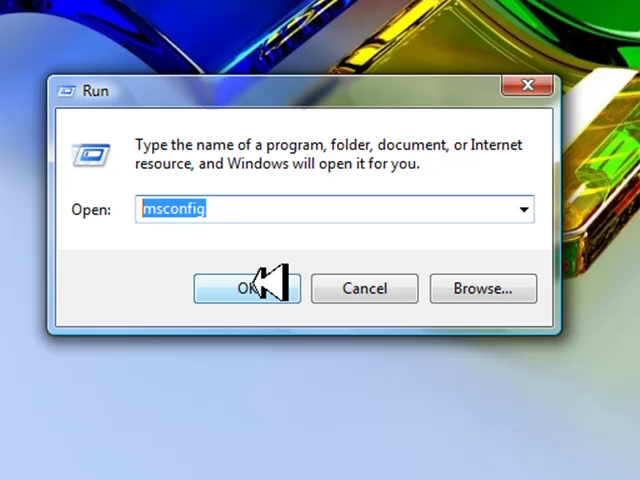 Run
Type the name of a program, folder, document, or Internet
resource, and Windows will open it for you.
Open: msconfig
OK Cancel Browse...